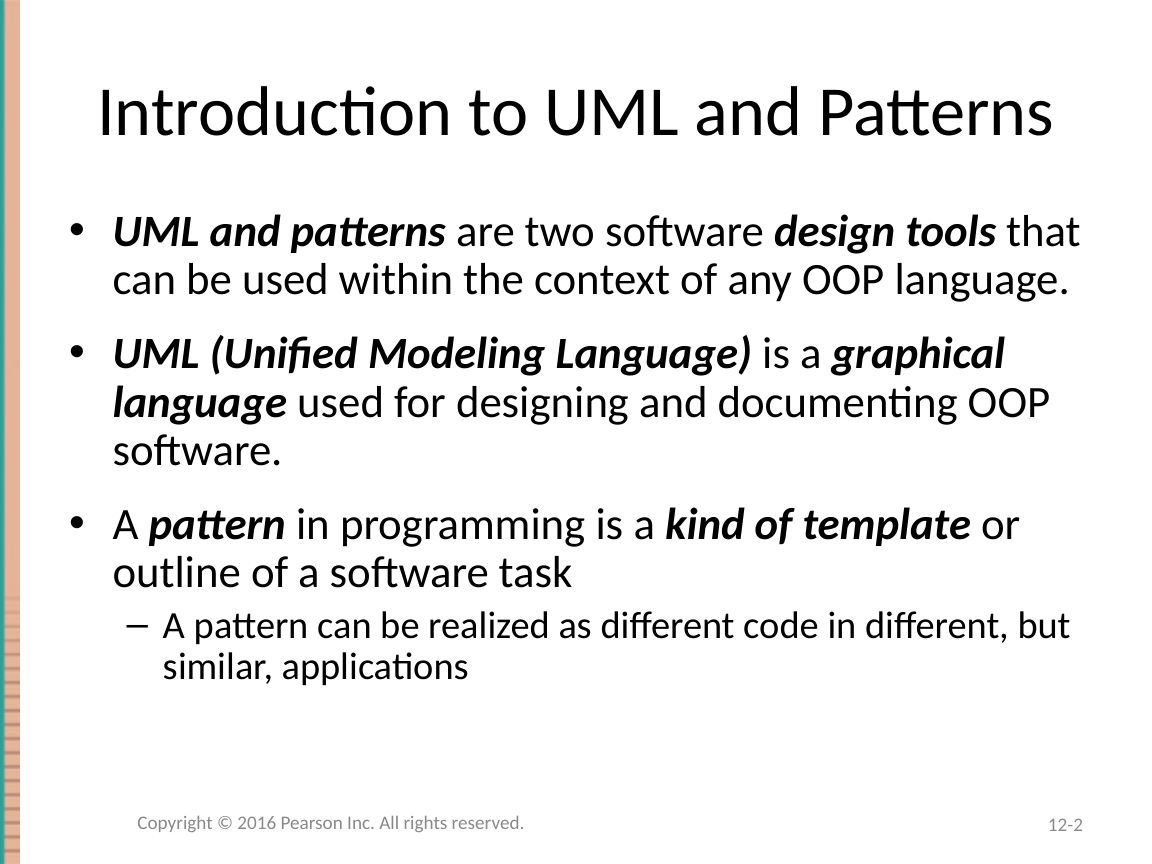 Introduction to UML and Patterns
• UML and patterns are two software design tools that
can be used within the context of any OOP language.
• UML (Unified Modeling Language) is a graphical
language used for designing and documenting OOP
software.
• A pattern in programming is a kind of template or
outline of a software task
– A pattern can be realized as different code in different, but
similar, applications
Copyright © 2016 Pearson Inc. All rights reserved.
12-2